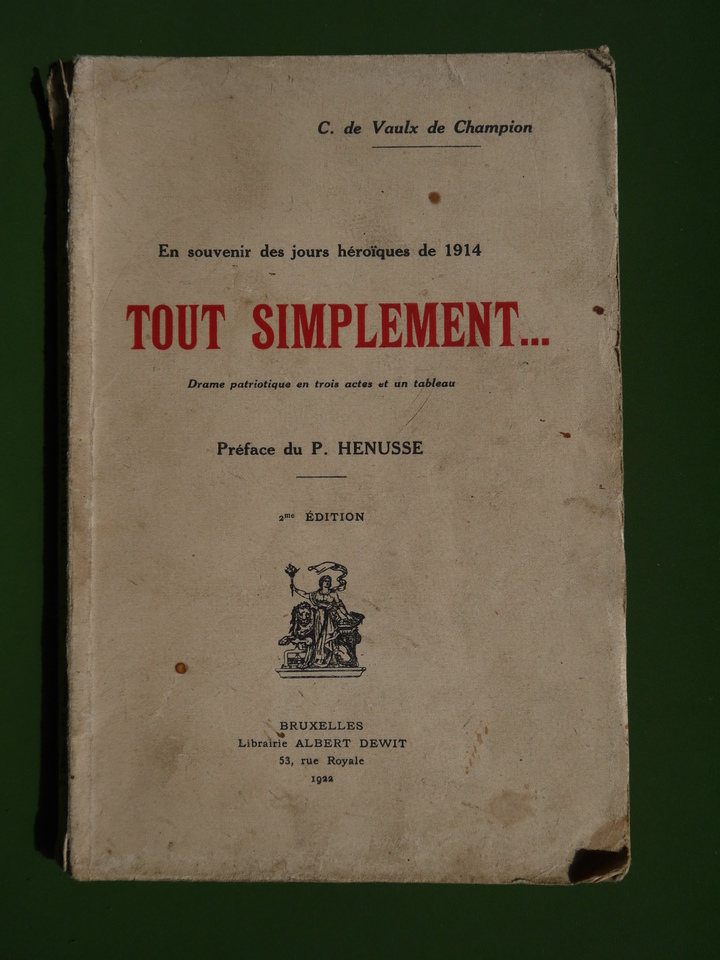 C. de Vaulx de Champion
En souvenir des jours héroïques de 1914
TOUT SIMPLEMENT...
Drame patriotique en trois actes et un tableau
Préface du P. HENUSSE
2me ÉDITION
BRUXELLES
Librairie ALBERT DEWIT
53, rue Royale
1922